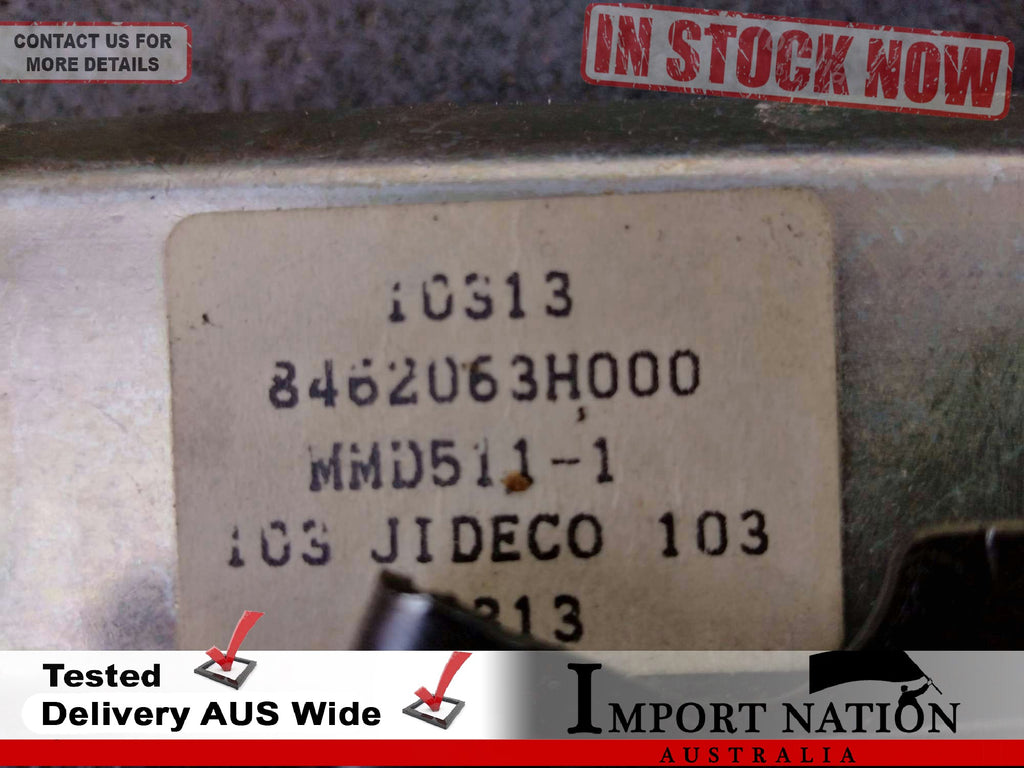 CONTACT US FOR
MORE DETAILS
IN STOCK NOW
10313
8462063H000
MMD511-1
103 JIDECO 103
313
Tested
Delivery AUS Wide
IMPORT NATION
AUSTRALIA